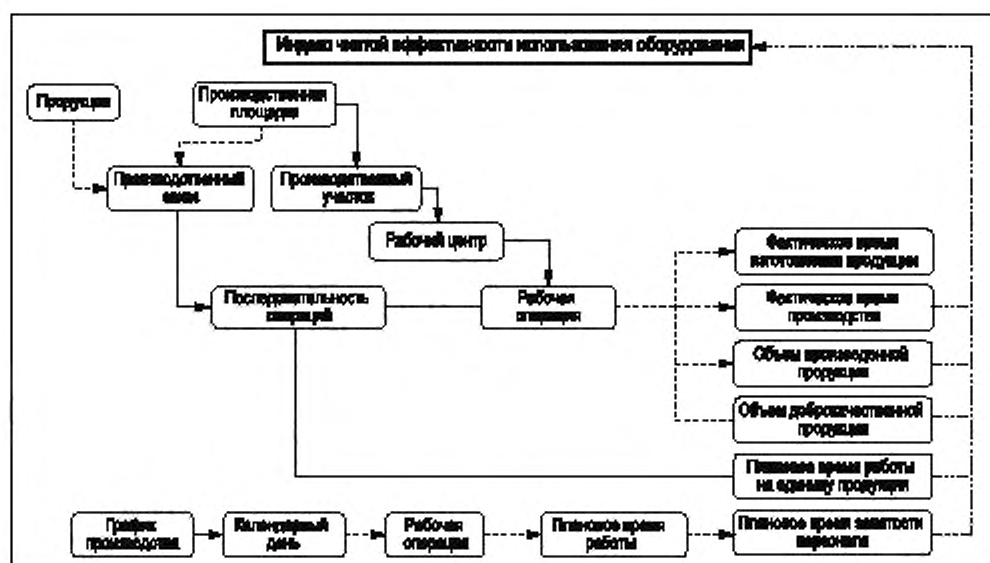 Индекс чистой эффективности использования оборудования
Продукция
Производственная
площадка
Производственный
заказ
Производственный
участок
Рабочий центр
Фактическое время
изготовления продукции
Последовательность
операций
Рабочая
операция
Фактическое время
производства
Объем произведенной
продукции
Объем доброкачественной
продукции
Плановое время работы
на единицу продукции
График
производства
Календарный
день
Рабочая
операция
Плановое время
работы
Плановое время занятости
персонала